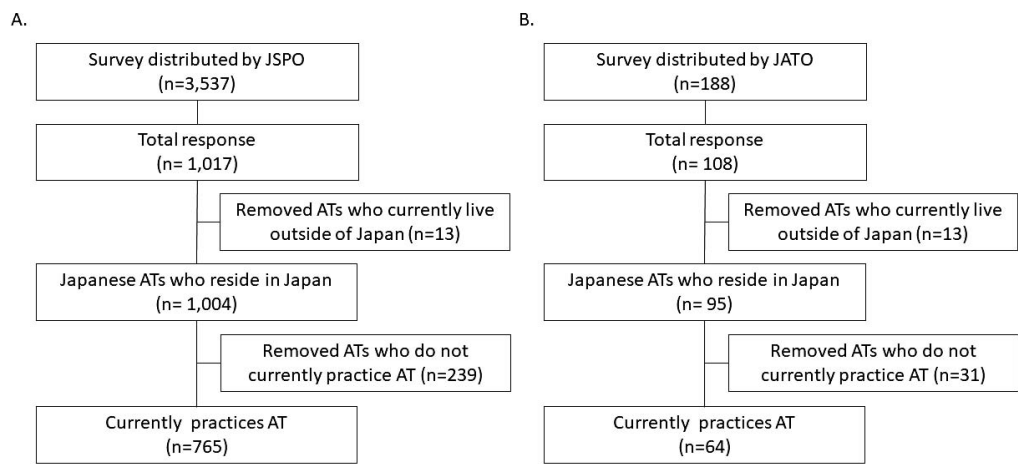 A.
Survey distributed by JSPO
(n=3,537)
Total response
(n= 1,017)
Removed ATs who currently live
outside of Japan (n=13)
Japanese ATs who reside in Japan
(n= 1,004)
Removed ATs who do not
currently practice AT (n=239)
Currently practices AT
(n=765)
B.
Survey distributed by JATO
(n=188)
Total response
(n= 108)
Removed ATs who currently live
outside of Japan (n=13)
Japanese ATs who reside in Japan
(n= 95)
Removed ATs who do not
currently practice AT (n=31)
Currently practices AT
(n=64)